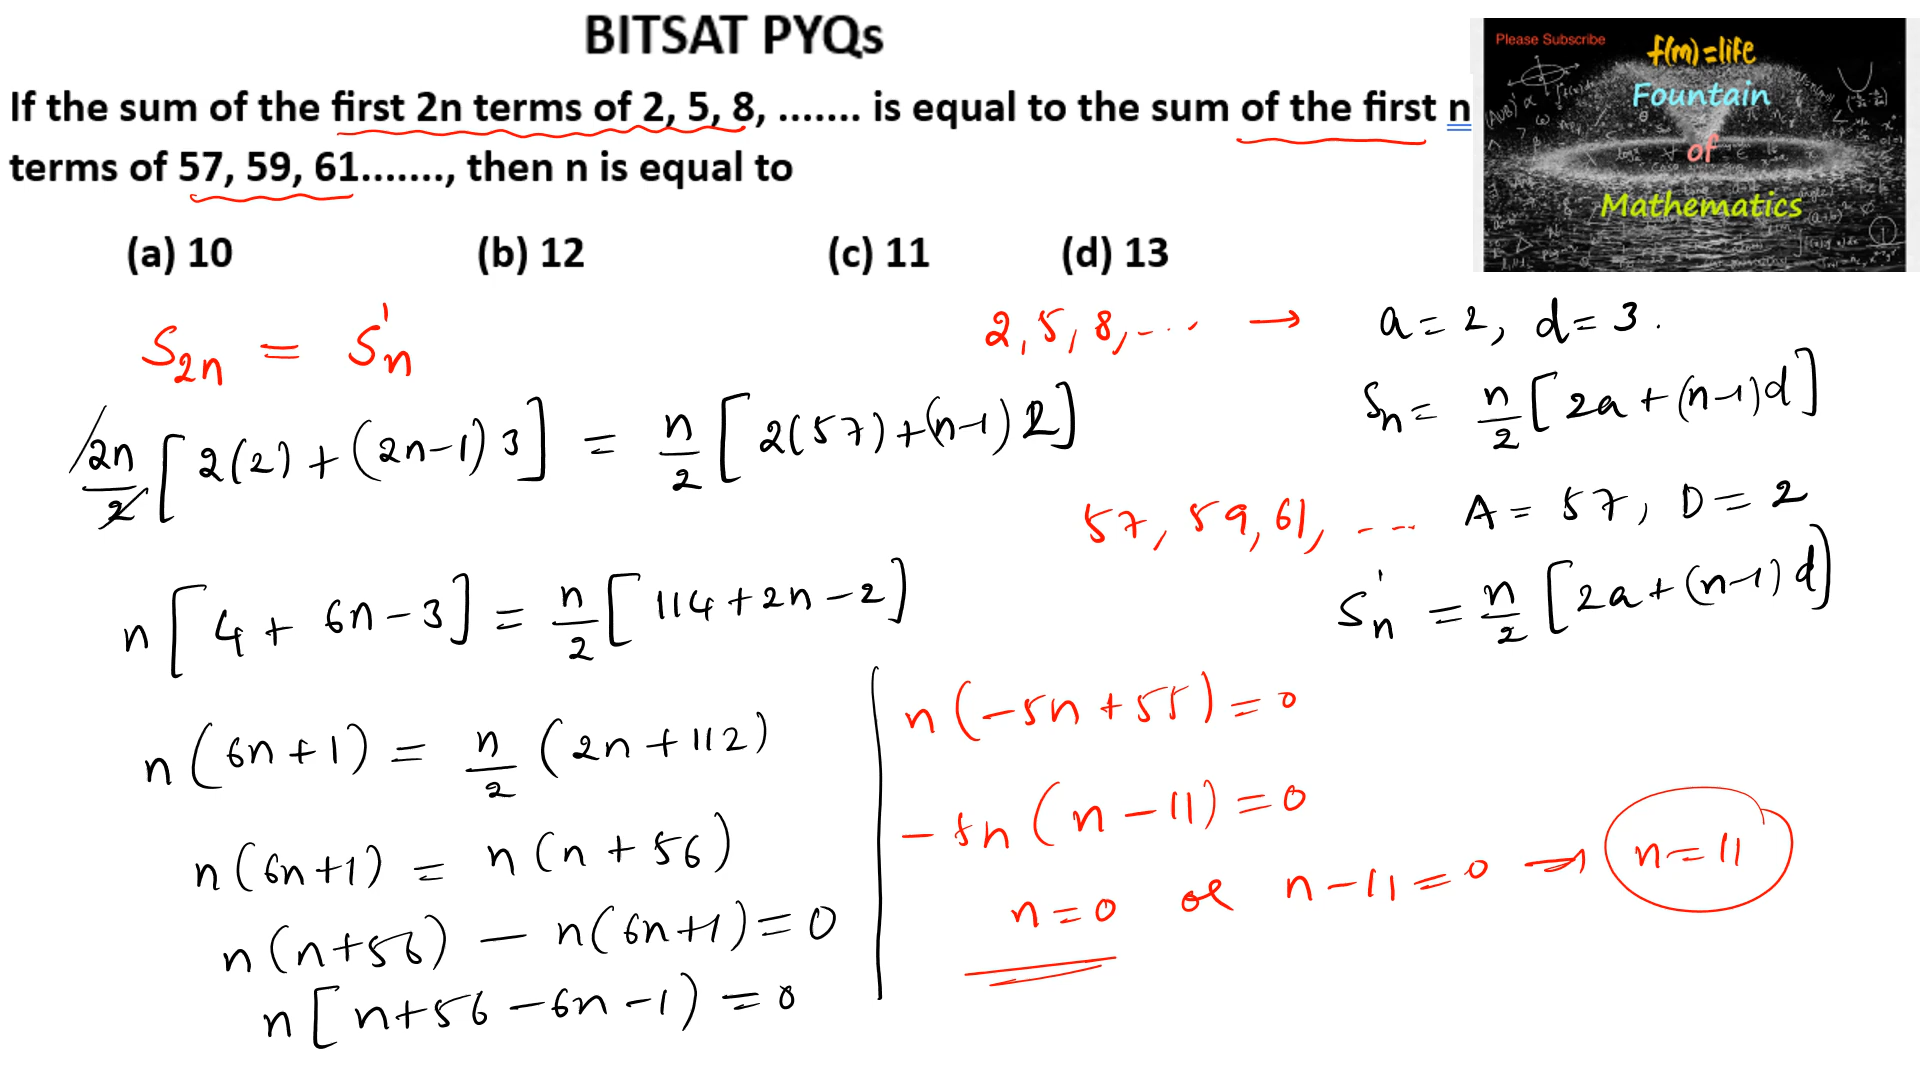 BITSAT PYQs
Please Subscribe
f(m)=life
Fountain
of
Mathematics
If the sum of the first 2n terms of 2, 5, 8, ....... is equal to the sum of the first n
terms of 57, 59, 61......., then n is equal to
(a) 10 (b) 12 (c) 11 (d) 13
S₂ₙ = S'ₙ
2n/2 [2(2) + (2n-1)3] = n/2 [2(57)+(n-1)2]
n[4 + 6n-3] = n/2 [114+2n-2]
n(6n+1) = n/2 (2n+112)
n(6n+1) = n(n+56)
n(n+56) - n(6n+1) = 0
n[n+56-6n-1) = 0
2, 5, 8, ... → a = 2, d = 3.
Sₙ = n/2 [2a+(n-1)d]
57, 59, 61, ... A = 57, D = 2
S'ₙ = n/2 [2a+(n-1)d]
n(-5n+55) = 0
-5n(n-11) = 0
n=0 or n-11=0 → n=11